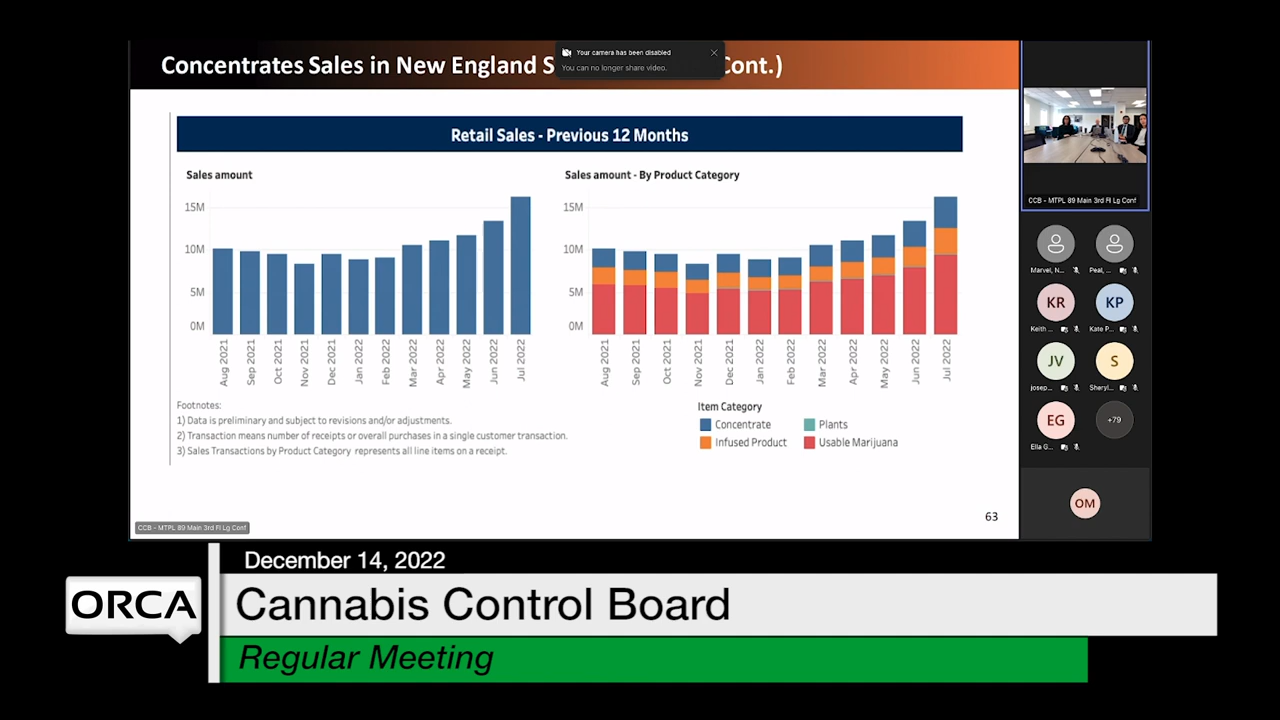 Concentrates Sales in New England S
Cont.)
Your camera has been disabled
You can no longer share video.
Retail Sales - Previous 12 Months
Sales amount
15M
10M
5M
0M
Aug 2021
Sep 2021
Oct 2021
Nov 2021
Dec 2021
Jan 2022
Feb 2022
Mar 2022
Apr 2022
May 2022
Jun 2022
Jul 2022
Sales amount - By Product Category
15M
10M
5M
0M
Aug 2021
Sep 2021
Oct 2021
Nov 2021
Dec 2021
Jan 2022
Feb 2022
Mar 2022
Apr 2022
May 2022
Jun 2022
Jul 2022
Footnotes:
1) Data is preliminary and subject to revisions and/or adjustments.
2) Transaction means number of receipts or overall purchases in a single customer transaction.
3) Sales Transactions by Product Category represents all line items on a receipt.
Item Category
Concentrate
Plants
Infused Product
Usable Marijuana
63
CCB - MTPL 89 Main 3rd Fl Lg Conf
CCB - MTPL 89 Main 3rd Fl Lg Conf
Marvel, N...
Peal, ...
KR
KP
Keith ...
Kate P...
JV
S
josep...
Sheryl...
EG
+79
Ella G...
OM
December 14, 2022
ORCA
Cannabis Control Board
Regular Meeting